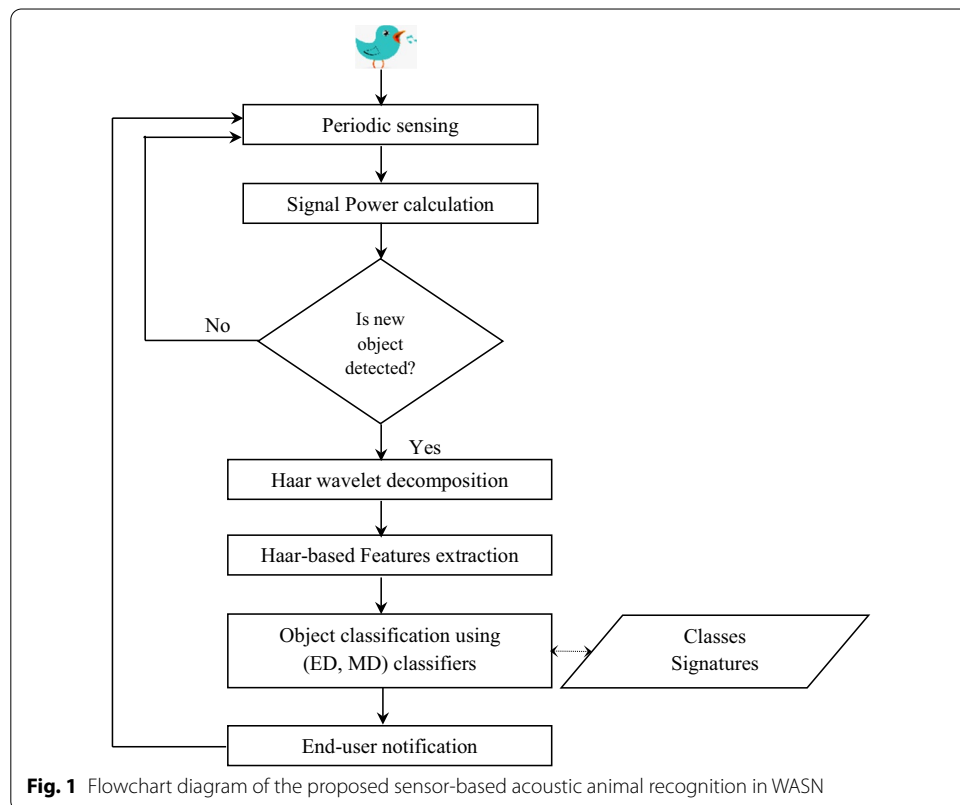 Periodic sensing
Signal Power calculation
No
Is new
object
detected?
Yes
Haar wavelet decomposition
Haar-based Features extraction
Object classification using
(ED, MD) classifiers
Classes
Signatures
End-user notification
Fig. 1 Flowchart diagram of the proposed sensor-based acoustic animal recognition in WASN